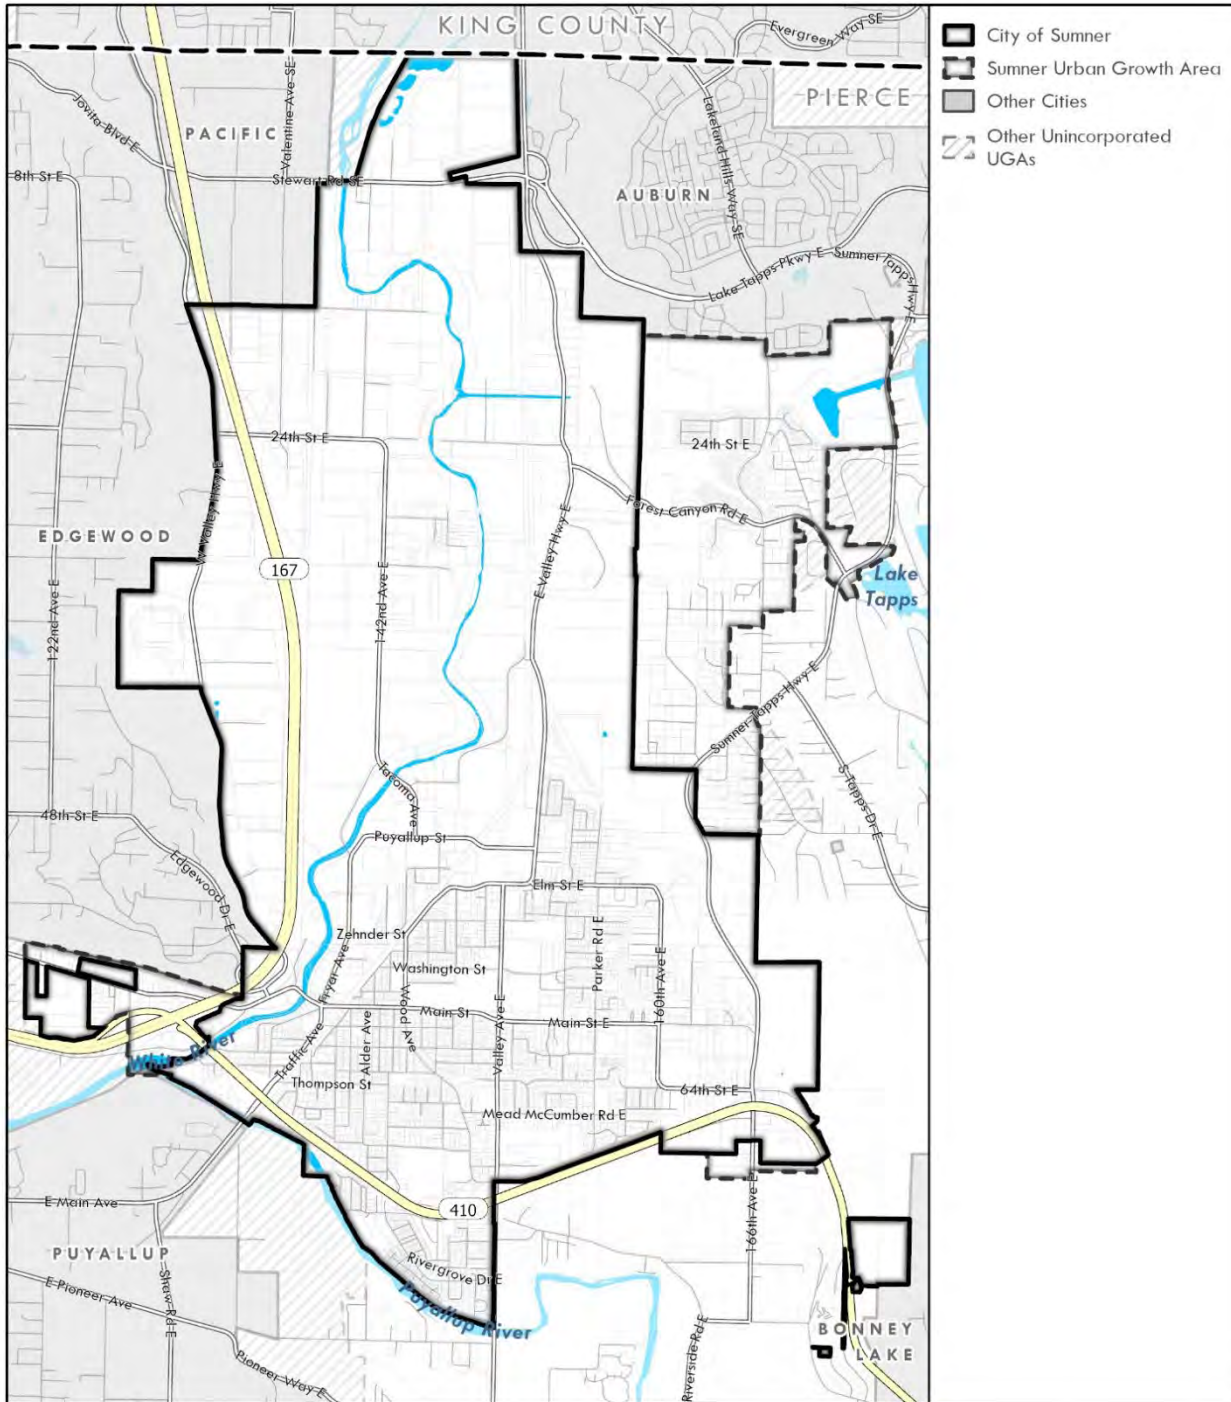 KING COUNTY
Evergreen Way SE
PIERCE
Jovita Blvd E
PACIFIC
Valentine Ave SE
Lakeland Hills Way SE
8th St E
Stewart Rd SE
AUBURN
Lake Tapps Pkwy E
Sumner Tapps Hwy E
24th St E
24th St E
W Valley Hwy E
Forest Canyon Rd E
EDGEWOOD
E Valley Hwy E
167
Lake
Tapps
122nd Ave E
142nd Ave E
Sumner Tapps Hwy E
S Tapps Dr E
Tacoma Ave
48th St E
Puyallup St
Edgewood Dr E
Elm St E
Zehnder St
Parker Rd E
Washington St
Fryar Ave
Wood Ave
160th Ave E
Main St
Main St E
Valley Ave E
Alder Ave
Traffic Ave
White River
Thompson St
64th St E
Mead McCumber Rd E
E Main Ave
410
166th Ave E
PUYALLUP
Shaw Rd E
Rivergrove Dr E
E Pioneer Ave
Puyallup River
Riverside Rd E
BONNEY
LAKE
Pioneer Way E
City of Sumner
Sumner Urban Growth Area
Other Cities
Other Unincorporated
UGAs